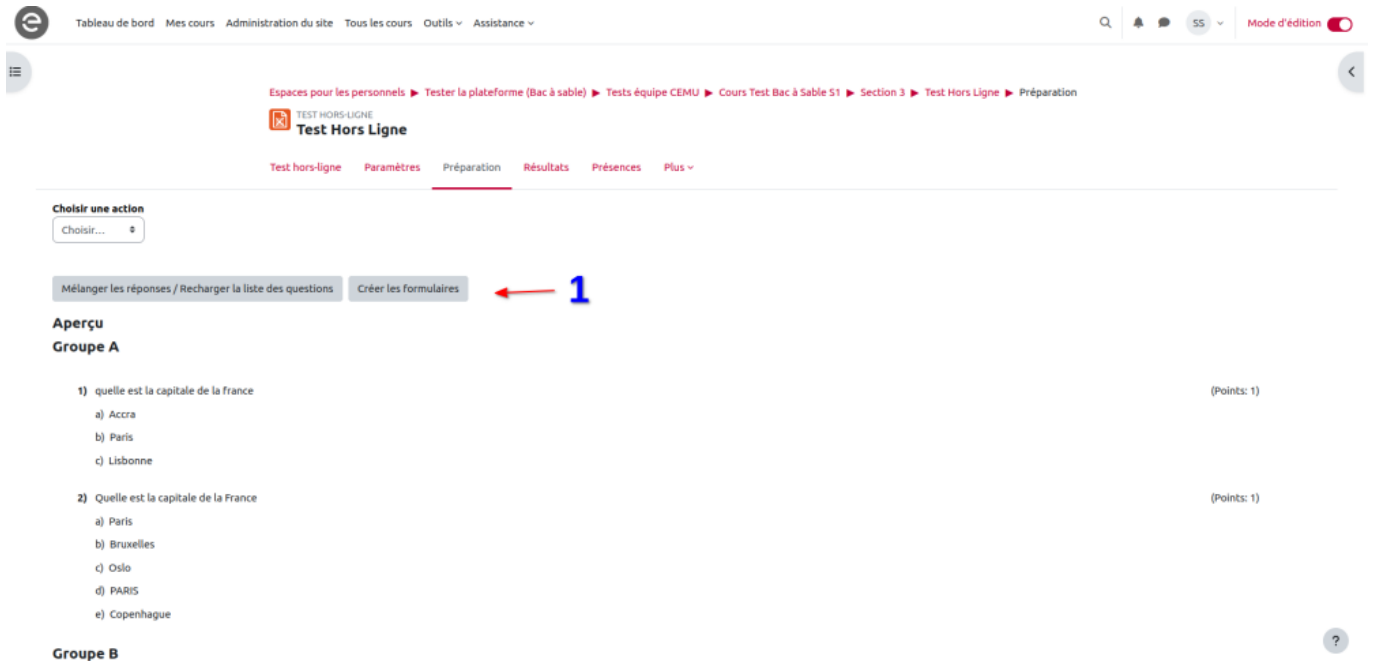 Tableau de bord Mes cours Administration du site Tous les cours Outils Assistance SS Mode d'édition
Espaces pour les personnels ▶ Tester la plateforme (Bac à sable) ▶ Tests équipe CEMU ▶ Cours Test Bac à Sable S1 ▶ Section 3 ▶ Test Hors Ligne ▶ Préparation
TEST HORS-LIGNE
Test Hors Ligne
Test hors-ligne Paramètres Préparation Résultats Présences Plus
Choisir une action
Choisir...
Mélanger les réponses / Recharger la liste des questions Créer les formulaires 1
Aperçu
Groupe A
1) quelle est la capitale de la france (Points: 1)
a) Accra
b) Paris
c) Lisbonne
2) Quelle est la capitale de la France (Points: 1)
a) Paris
b) Bruxelles
c) Oslo
d) PARIS
e) Copenhague
?
Groupe B